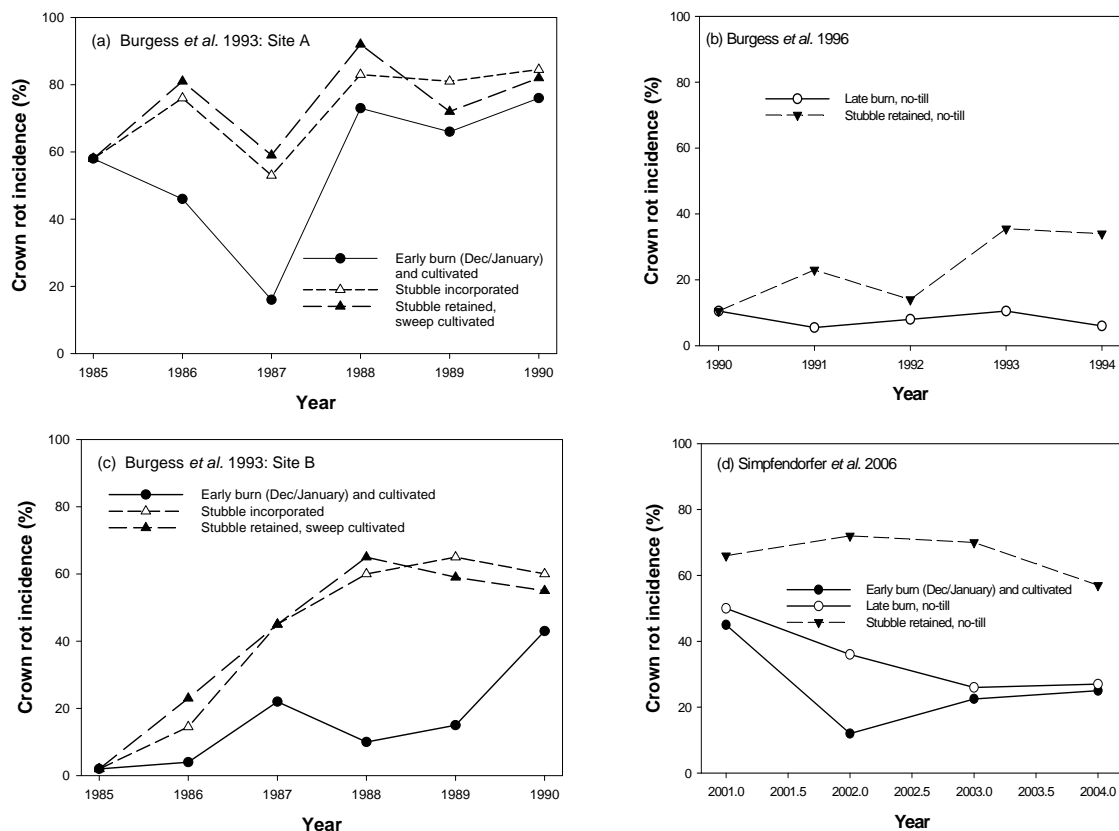 (a) Burgess et al. 1993: Site A
Crown rot incidence (%)
100
80
60
40
20
0
Early burn (Dec/January)
and cultivated
Stubble incorporated
Stubble retained,
sweep cultivated
1985 1986 1987 1988 1989 1990
Year
(b) Burgess et al. 1996
Crown rot incidence (%)
100
80
60
40
20
0
Late burn, no-till
Stubble retained, no-till
1990 1991 1992 1993 1994
Year
(c) Burgess et al. 1993: Site B
Crown rot incidence (%)
100
80
60
40
20
0
Early burn (Dec/January) and cultivated
Stubble incorporated
Stubble retained, sweep cultivated
1985 1986 1987 1988 1989 1990
Year
(d) Simpfendorfer et al. 2006
Crown rot incidence (%)
100
80
60
40
20
0
Early burn (Dec/January) and cultivated
Late burn, no-till
Stubble retained, no-till
2001.0 2001.5 2002.0 2002.5 2003.0 2003.5 2004.0
Year